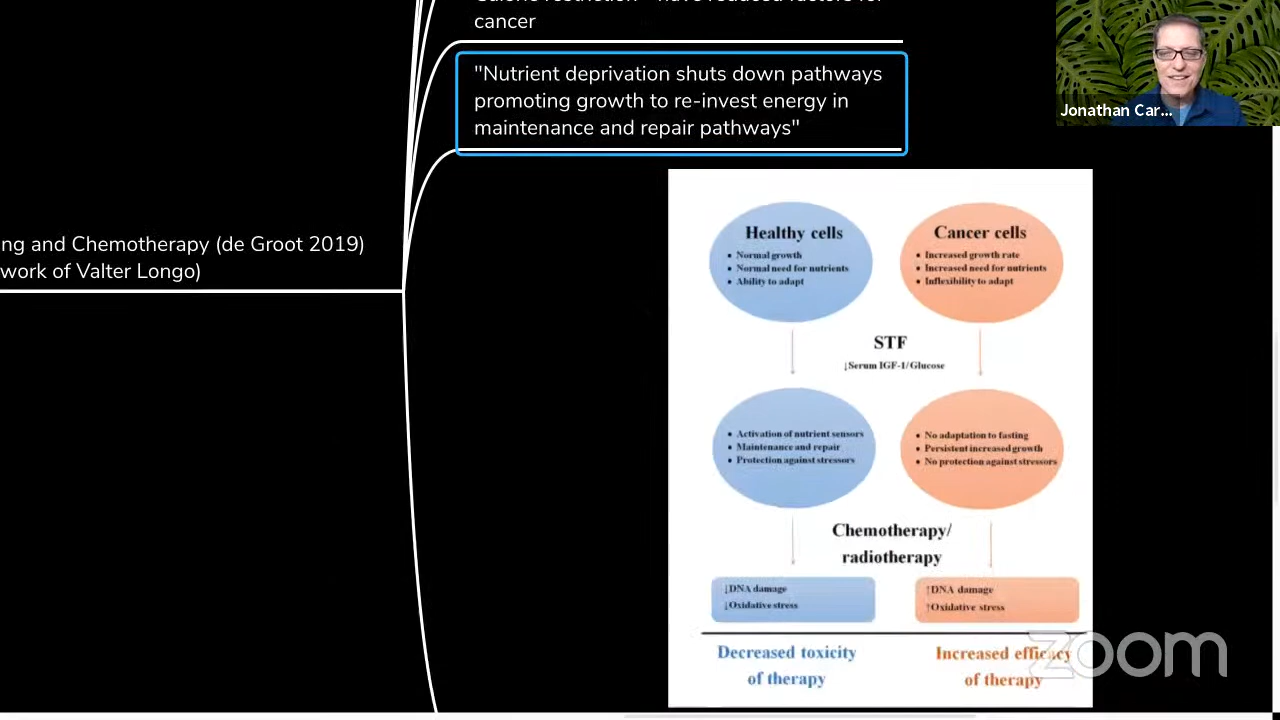 Calorie restriction - have reduced factors for
cancer
"Nutrient deprivation shuts down pathways
promoting growth to re-invest energy in
maintenance and repair pathways"
Jonathan Car...
ng and Chemotherapy (de Groot 2019)
work of Valter Longo)
Healthy cells
• Normal growth
• Normal need for nutrients
• Ability to adapt
Cancer cells
• Increased growth rate
• Increased need for nutrients
• Inflexibility to adapt
STF
↓Serum IGF-1/Glucose
• Activation of nutrient sensors
• Maintenance and repair
• Protection against stressors
• No adaptation to fasting
• Persistent increased growth
• No protection against stressors
Chemotherapy/
radiotherapy
↓DNA damage
↓Oxidative stress
↑DNA damage
↑Oxidative stress
Decreased toxicity
of therapy
Increased efficacy
of therapy
zoom